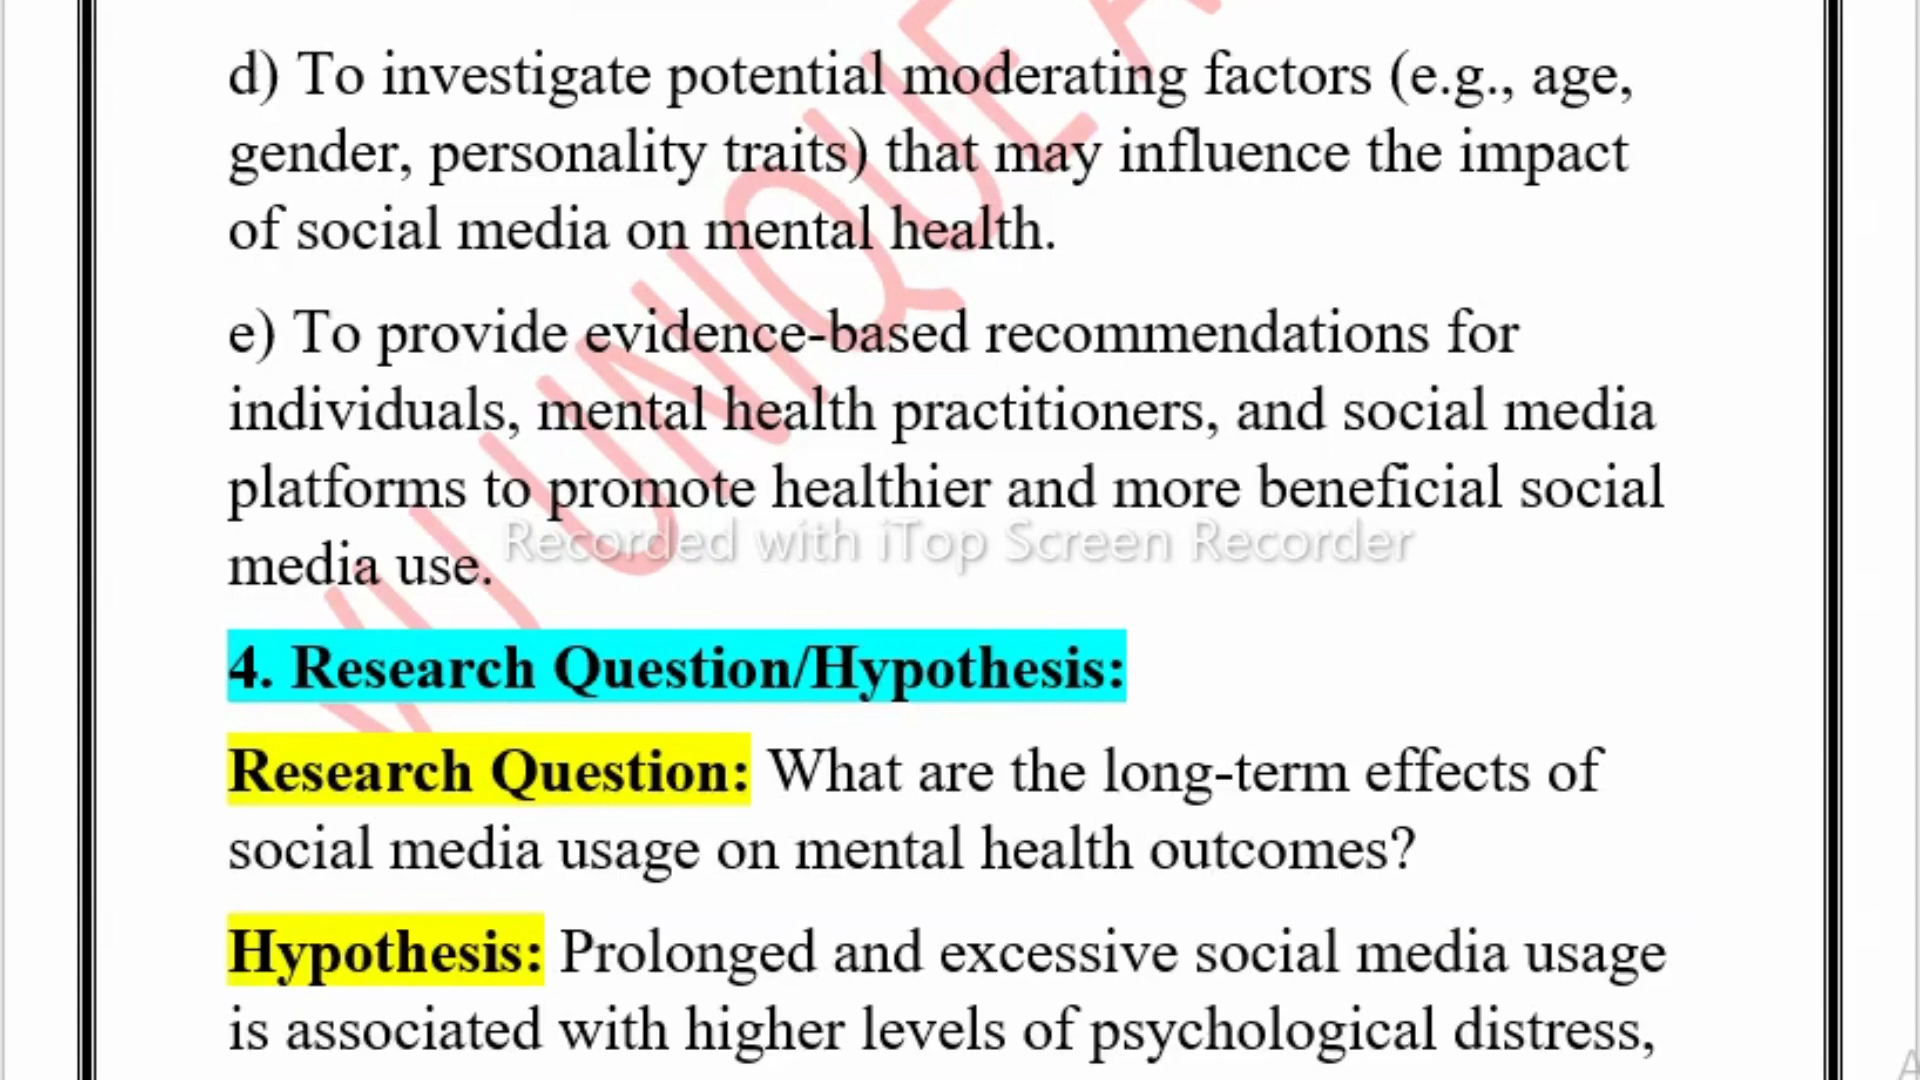 d) To investigate potential moderating factors (e.g., age,
gender, personality traits) that may influence the impact
of social media on mental health.
e) To provide evidence-based recommendations for
individuals, mental health practitioners, and social media
platforms to promote healthier and more beneficial social
Recorded with iTop Screen Recorder
media use.
4. Research Question/Hypothesis:
Research Question: What are the long-term effects of
social media usage on mental health outcomes?
Hypothesis: Prolonged and excessive social media usage
is associated with higher levels of psychological distress,
VU UNIQUE